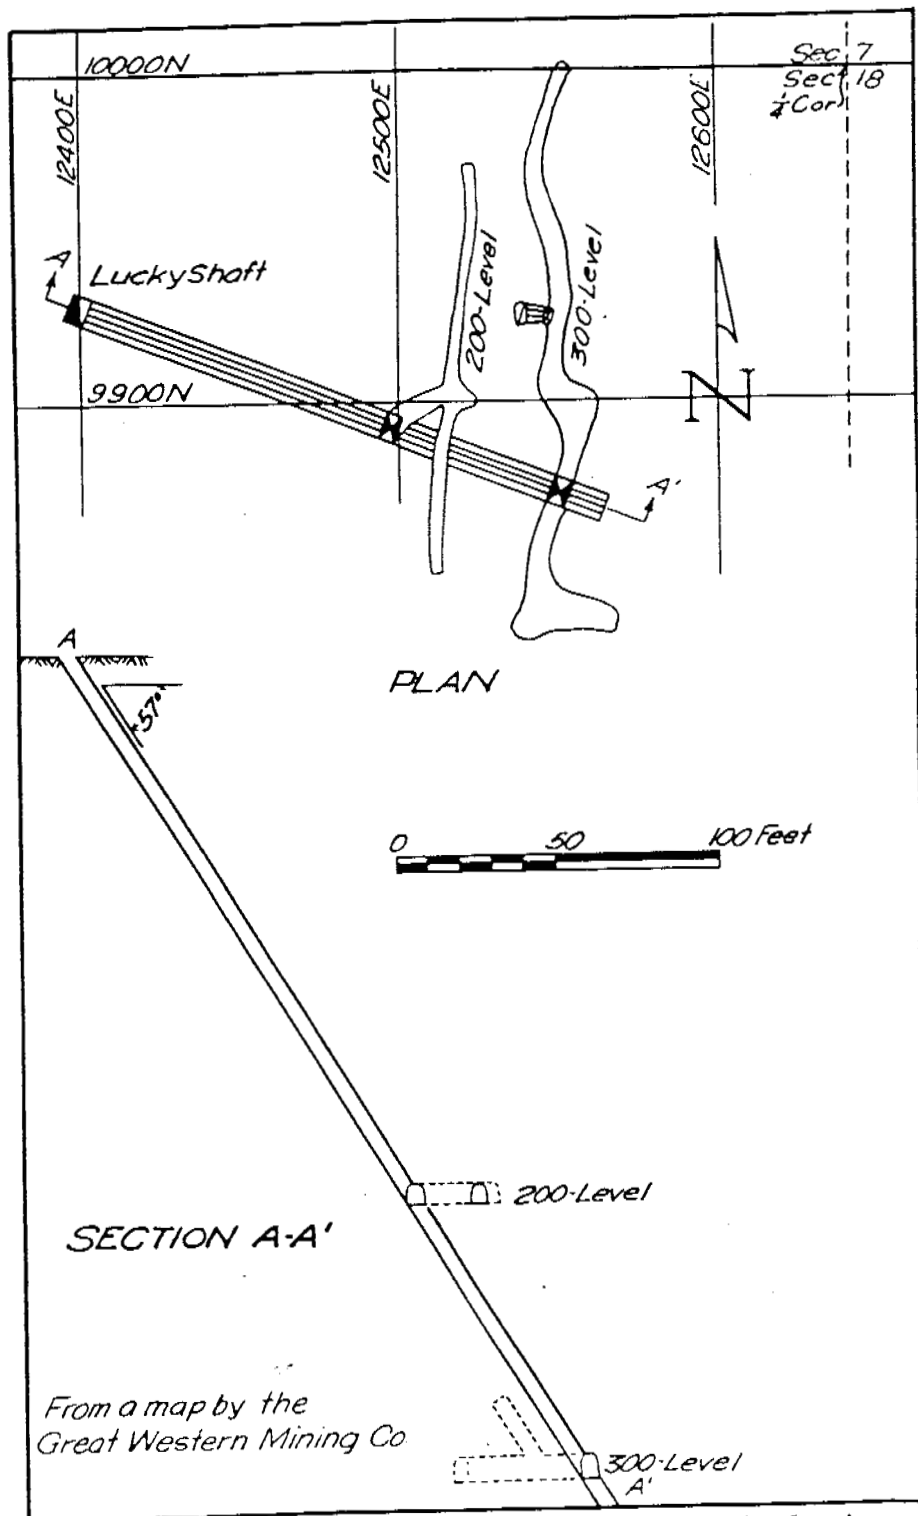 10000N
Sec. 7
Sec. 18
¼ Cor.
12400E
12500E
12600E
A
Lucky Shaft
200-Level
300-Level
9900N
N
A'
A
PLAN
57°
0 50 100 Feet
200-Level
SECTION A-A'
From a map by the
Great Western Mining Co.
300-Level
A'